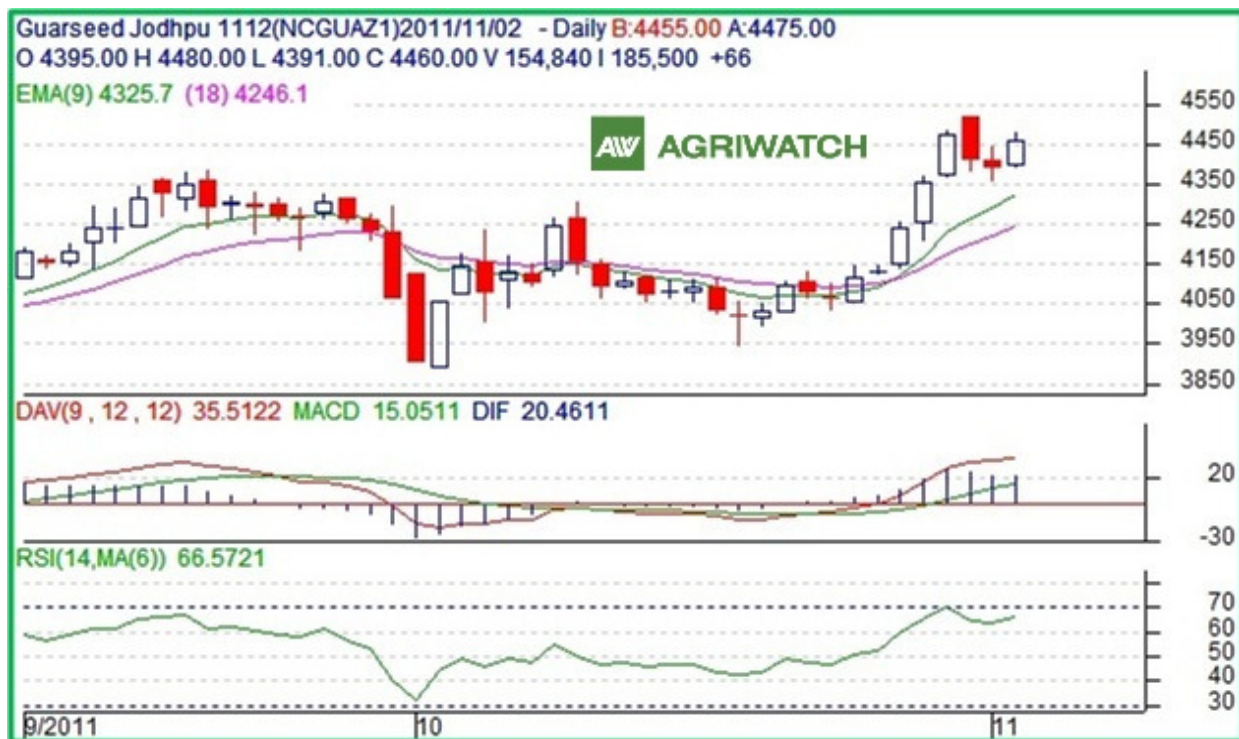 Guarseed Jodhpu 1112(NCGUAZ1)2011/11/02 - Daily B:4455.00 A:4475.00
O 4395.00 H 4480.00 L 4391.00 C 4460.00 V 154,840 I 185,500 +66
EMA(9) 4325.7 (18) 4246.1
AW AGRIWATCH
4550
4450
4350
4250
4150
4050
3950
3850
DAV(9 , 12 , 12) 35.5122 MACD 15.0511 DIF 20.4611
20
-30
RSI(14,MA(6)) 66.5721
70
60
50
40
30
9/2011 10 11